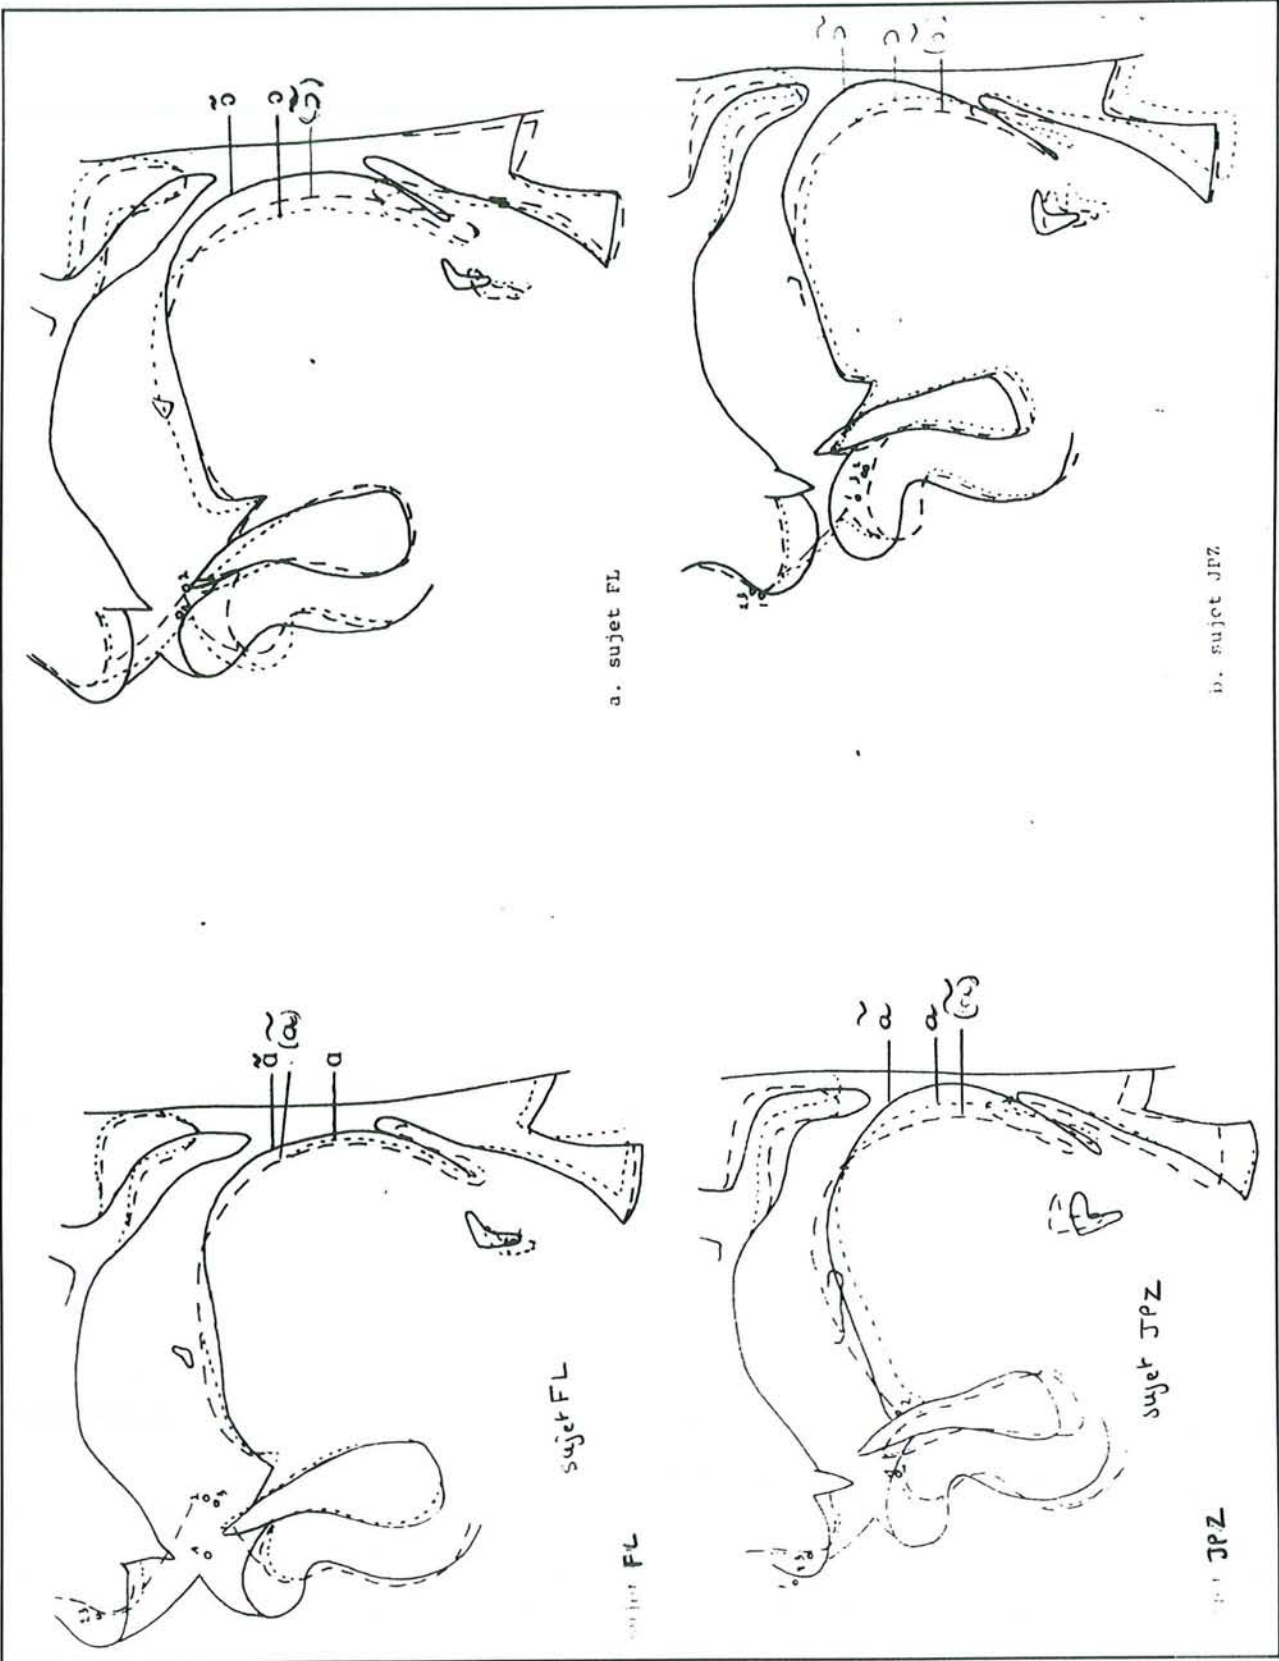 ɔ̃
ɔ
(ɔ̃)
a. sujet FL
ɔ̃
ɔ
(ɔ̃)
b. sujet JPZ
ɑ̃
(ɑ̃)
ɑ
sujet FL
FL
ɑ̃
ɑ
(ɑ̃)
sujet JPZ
JPZ